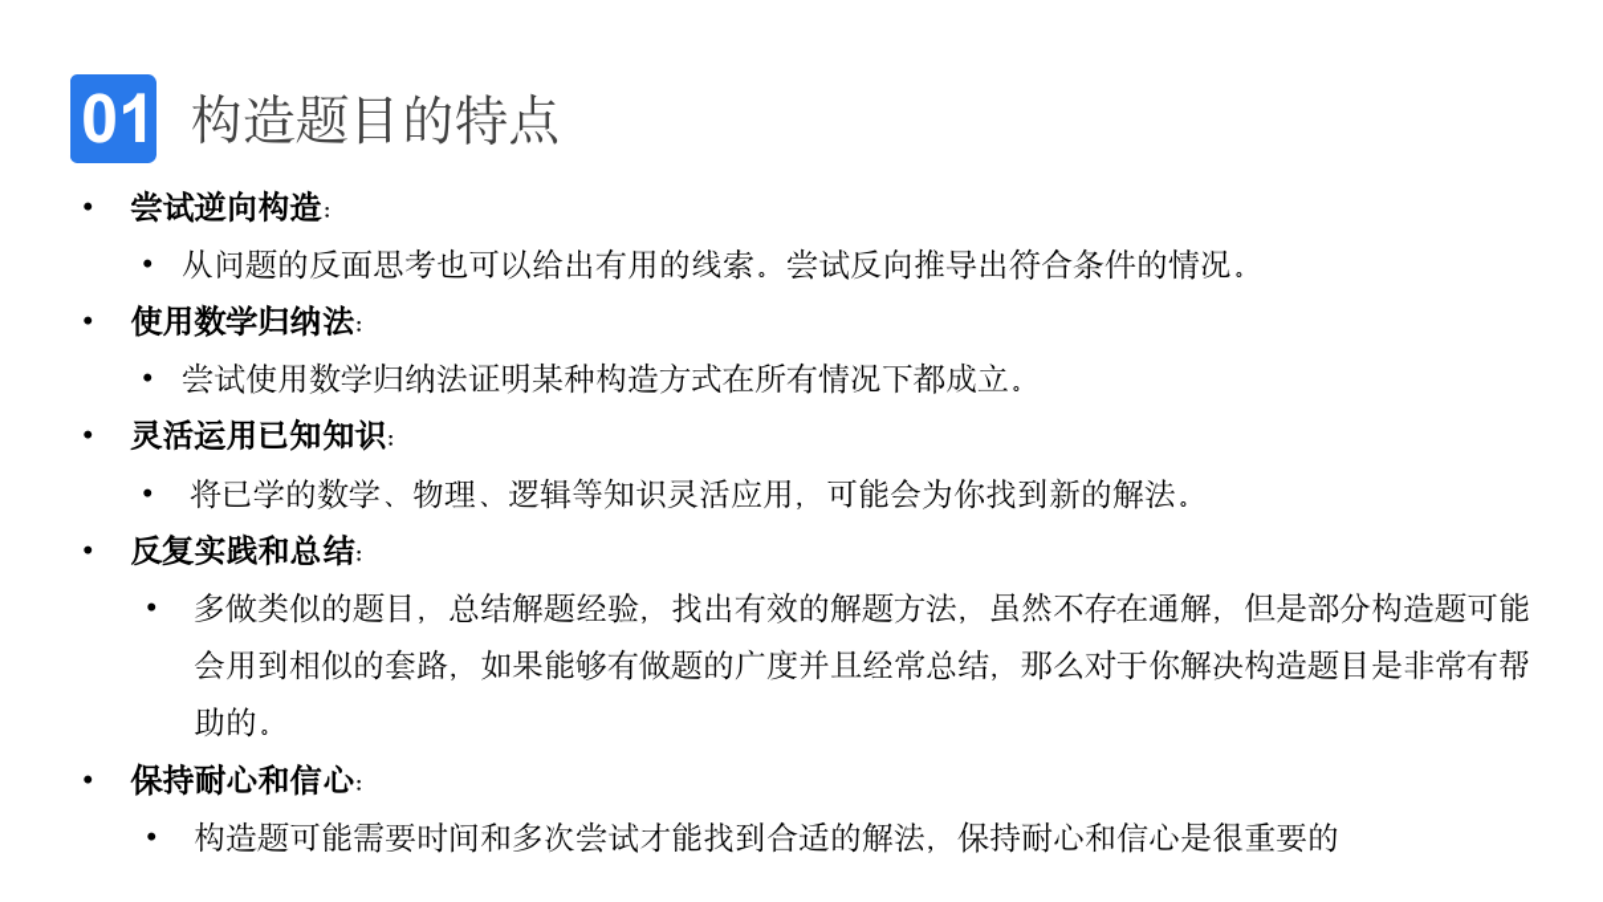 01 构造题目的特点
• 尝试逆向构造:
• 从问题的反面思考也可以给出有用的线索。尝试反向推导出符合条件的情况。
• 使用数学归纳法:
• 尝试使用数学归纳法证明某种构造方式在所有情况下都成立。
• 灵活运用已知知识:
• 将已学的数学、物理、逻辑等知识灵活应用，可能会为你找到新的解法。
• 反复实践和总结:
• 多做类似的题目，总结解题经验，找出有效的解题方法，虽然不存在通解，但是部分构造题可能
会用到相似的套路，如果能够有做题的广度并且经常总结，那么对于你解决构造题目是非常有帮
助的。
• 保持耐心和信心:
• 构造题可能需要时间和多次尝试才能找到合适的解法，保持耐心和信心是很重要的